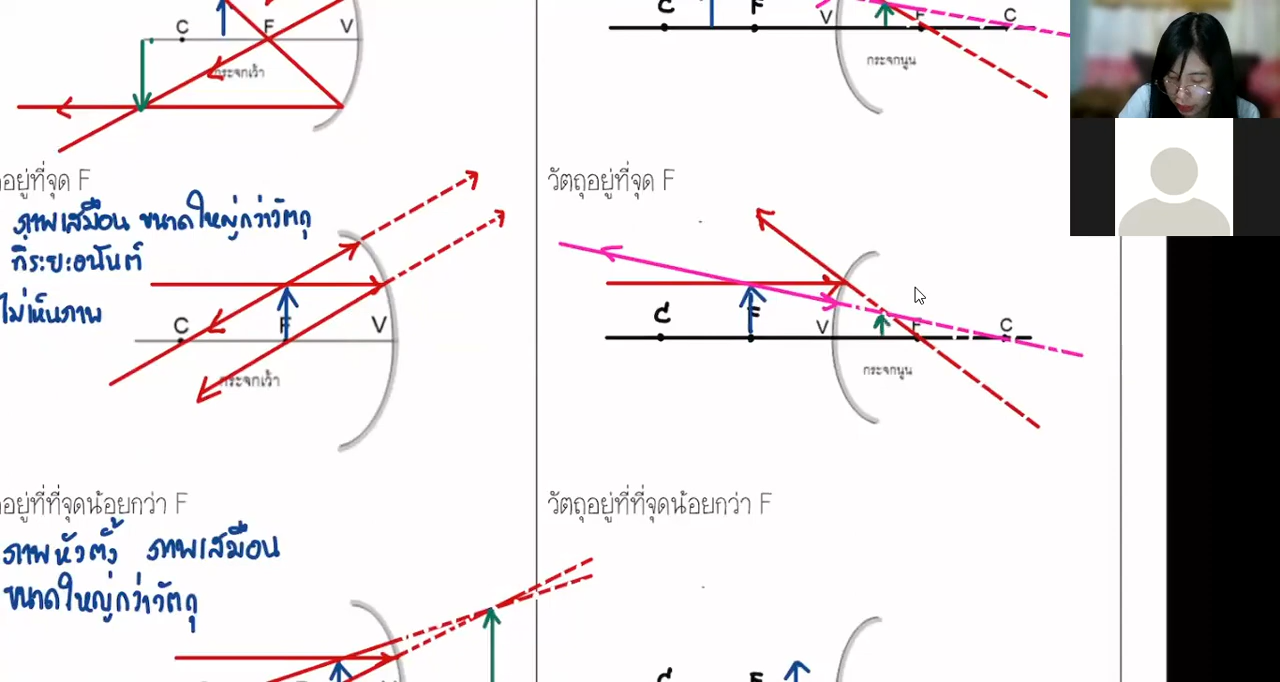 C F V
กระจกเว้า
C F V F C
กระจกนูน
อยู่ที่จุด F
ภาพเสมือน ขนาดใหญ่กว่าวัตถุ
ที่ระยะอนันต์
ไม่เห็นภาพ
C F V
กระจกเว้า
วัตถุอยู่ที่จุด F
C F V F C
กระจกนูน
อยู่ที่ที่จุดน้อยกว่า F
ภาพหัวตั้ง ภาพเสมือน
ขนาดใหญ่กว่าวัตถุ
วัตถุอยู่ที่ที่จุดน้อยกว่า F